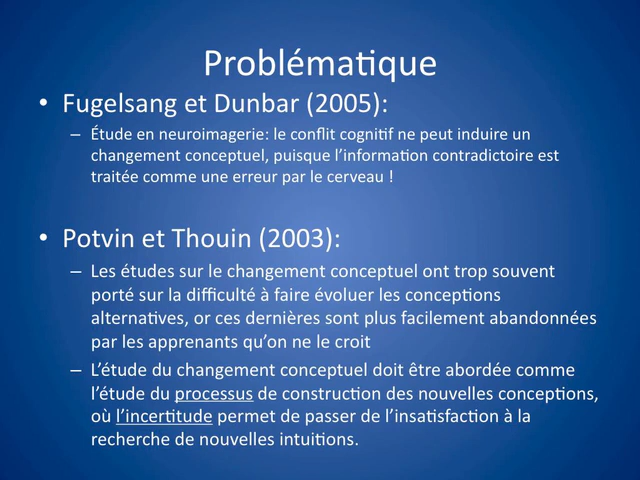 Problématique
• Fugelsang et Dunbar (2005):
– Étude en neuroimagerie: le conflit cognitif ne peut induire un
changement conceptuel, puisque l’information contradictoire est
traitée comme une erreur par le cerveau !
• Potvin et Thouin (2003):
– Les études sur le changement conceptuel ont trop souvent
porté sur la difficulté à faire évoluer les conceptions
alternatives, or ces dernières sont plus facilement abandonnées
par les apprenants qu’on ne le croit
– L’étude du changement conceptuel doit être abordée comme
l’étude du processus de construction des nouvelles conceptions,
où l’incertitude permet de passer de l’insatisfaction à la
recherche de nouvelles intuitions.